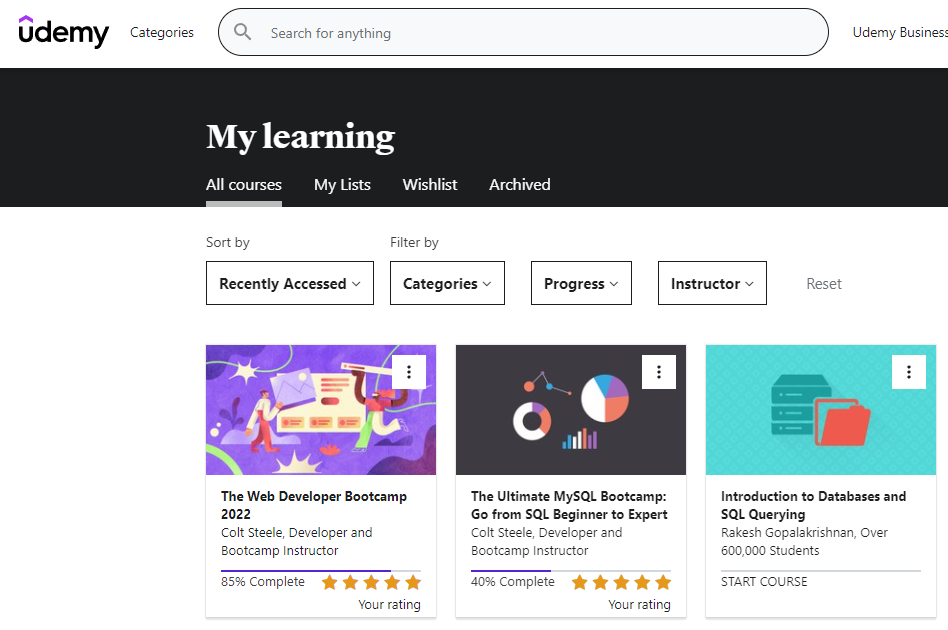 udemy
Categories
Search for anything
Udemy Business
My learning
All courses
My Lists
Wishlist
Archived
Sort by
Filter by
Recently Accessed
Categories
Progress
Instructor
Reset
The Web Developer Bootcamp
2022
Colt Steele, Developer and
Bootcamp Instructor
85% Complete
Your rating
The Ultimate MySQL Bootcamp:
Go from SQL Beginner to Expert
Colt Steele, Developer and
Bootcamp Instructor
40% Complete
Your rating
Introduction to Databases and
SQL Querying
Rakesh Gopalakrishnan, Over
600,000 Students
START COURSE